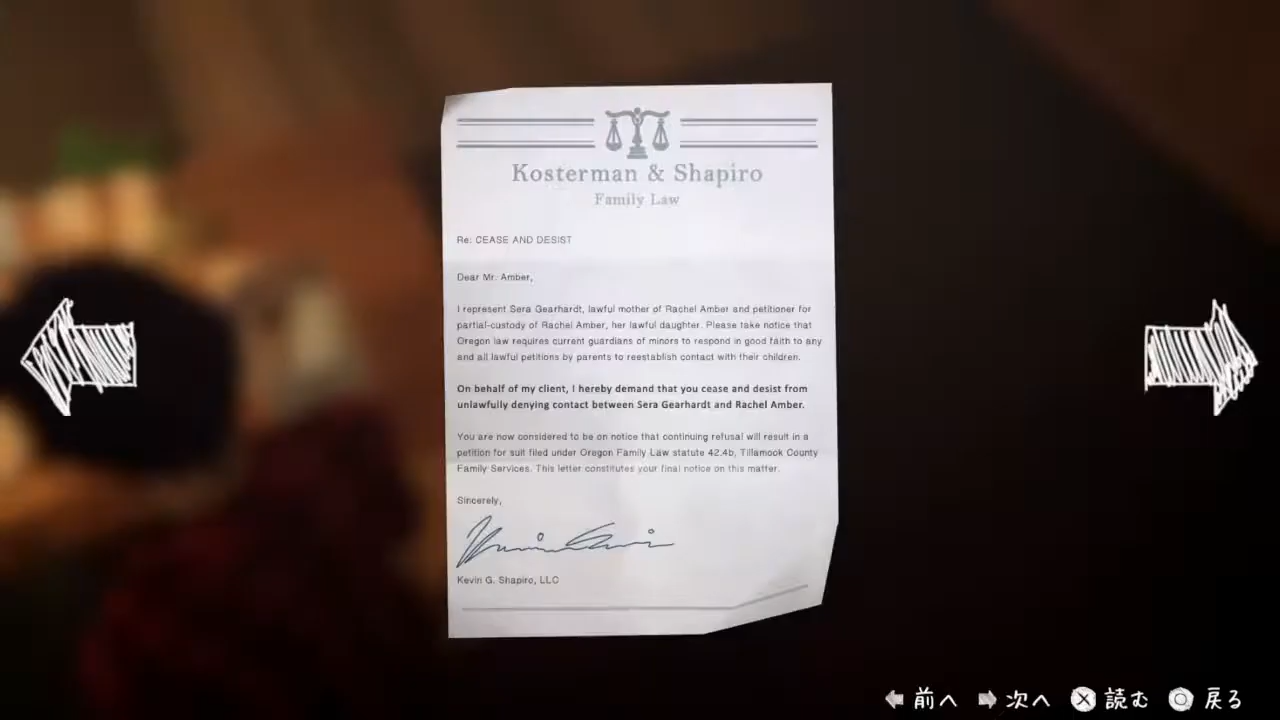 Kosterman & Shapiro
Family Law
Re: CEASE AND DESIST
Dear Mr. Amber,
I represent Sera Gearhardt, lawful mother of Rachel Amber and petitioner for
partial-custody of Rachel Amber, her lawful daughter. Please take notice that
Oregon law requires current guardians of minors to respond in good faith to any
and all lawful petitions by parents to reestablish contact with their children.
On behalf of my client, I hereby demand that you cease and desist from
unlawfully denying contact between Sera Gearhardt and Rachel Amber.
You are now considered to be on notice that continuing refusal will result in a
petition for suit filed under Oregon Family Law statute 42.4b, Tillamook County
Family Services. This letter constitutes your final notice on this matter.
Sincerely,
Kevin G. Shapiro, LLC
前へ 次へ 読む 戻る